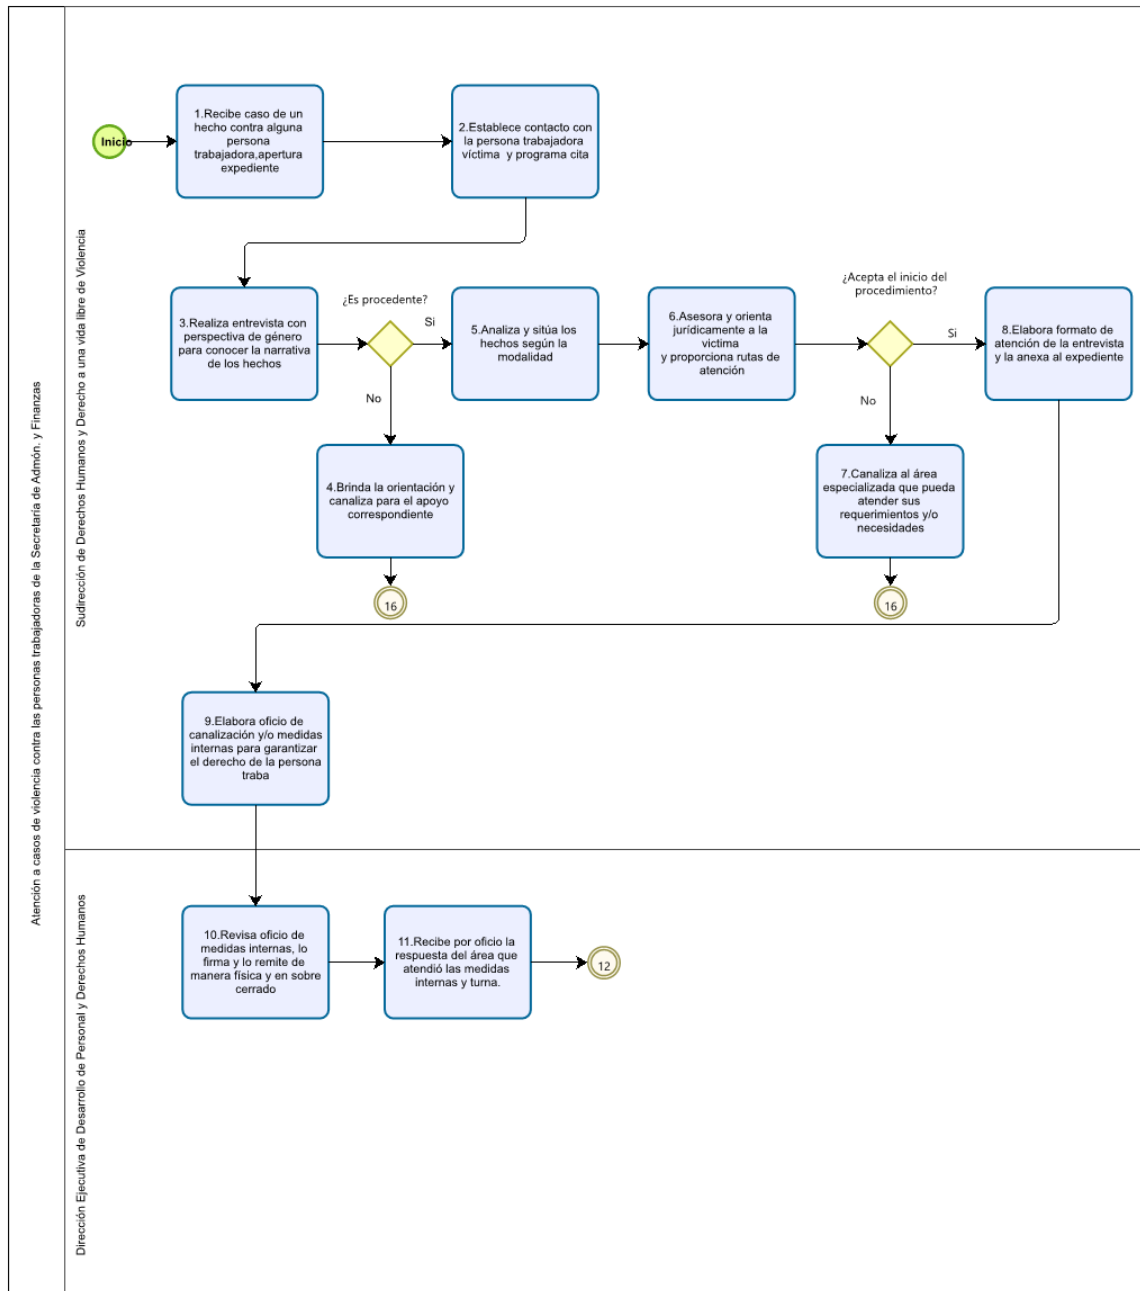 Atención a casos de violencia contra las personas trabajadoras de la Secretaría de Admón. y Finanzas
Sudirección de Derechos Humanos y Derecho a una vida libre de Violencia
Inicio
1.Recibe caso de un
hecho contra alguna
persona
trabajadora,apertura
expediente
2.Establece contacto con
la persona trabajadora
víctima y programa cita
3.Realiza entrevista con
perspectiva de género
para conocer la narrativa
de los hechos
¿Es procedente?
Si
No
4.Brinda la orientación y
canaliza para el apoyo
correspondiente
16
5.Analiza y sitúa los
hechos según la
modalidad
6.Asesora y orienta
jurídicamente a la
victima
y proporciona rutas de
atención
¿Acepta el inicio del
procedimiento?
Si
No
7.Canaliza al área
especializada que pueda
atender sus
requerimientos y/o
necesidades
16
8.Elabora formato de
atención de la entrevista
y la anexa al expediente
9.Elabora oficio de
canalización y/o medidas
internas para garantizar
el derecho de la persona
traba
Dirección Ejecutiva de Desarrollo de Personal y Derechos Humanos
10.Revisa oficio de
medidas internas, lo
firma y lo remite de
manera física y en sobre
cerrado
11.Recibe por oficio la
respuesta del área que
atendió las medidas
internas y turna.
12